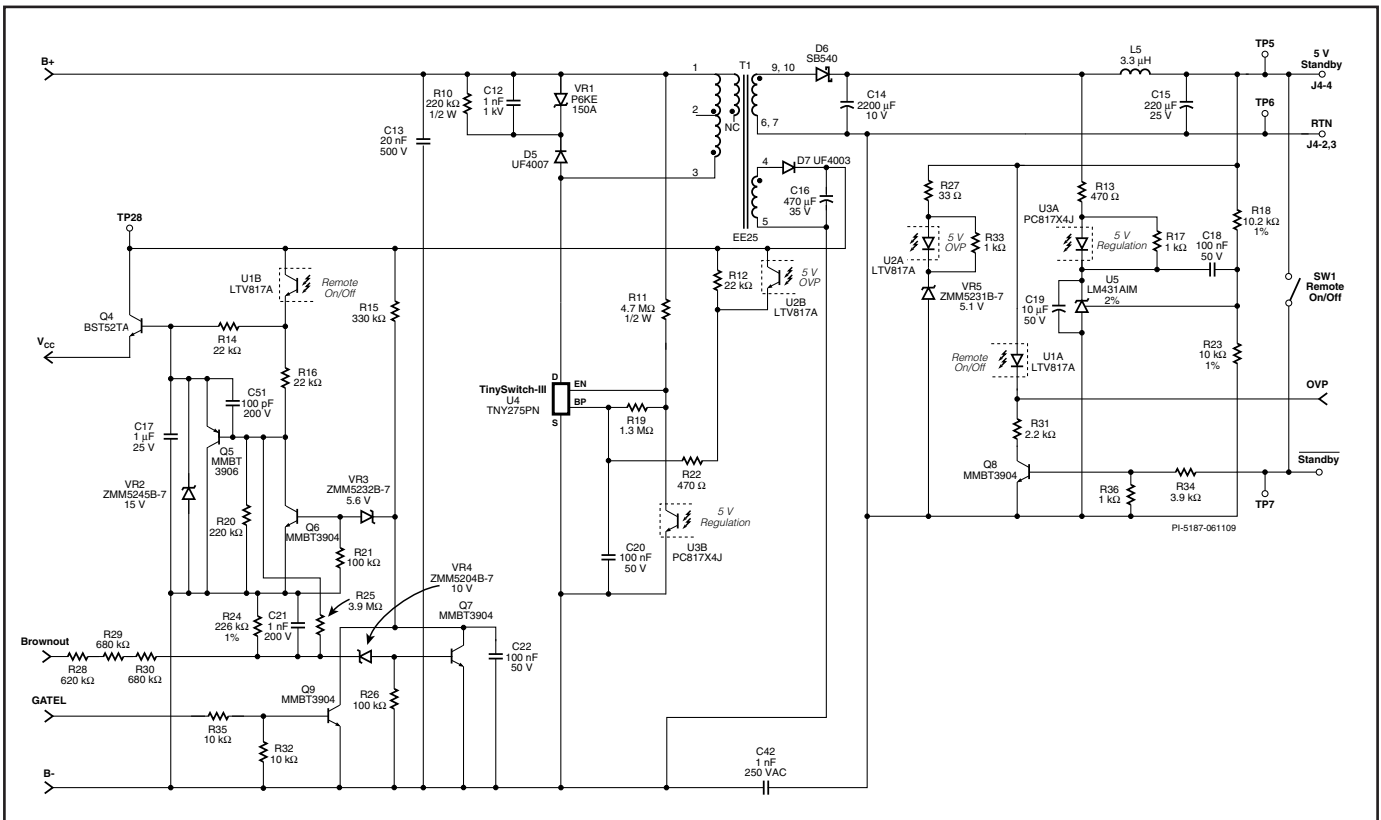 B+
R10
220 kΩ
1/2 W
C12
1 nF
1 kV
VR1
P6KE
150A
C13
20 nF
500 V
D5
UF4007
1
2
3
NC
T1
9, 10
6, 7
4
5
EE25
D6
SB540
C14
2200 µF
10 V
D7 UF4003
C16
470 µF
35 V
L5
3.3 µH
C15
220 µF
25 V
TP5
5 V
Standby
J4-4
TP6
RTN
J4-2,3
TP28
U1B
LTV817A
Remote
On/Off
R15
330 kΩ
Q4
BST52TA
VCC
R14
22 kΩ
R16
22 kΩ
C51
100 pF
200 V
C17
1 µF
25 V
Q5
MMBT
3906
VR2
ZMM5245B-7
15 V
R20
220 kΩ
Q6
MMBT3904
VR3
ZMM5232B-7
5.6 V
R21
100 kΩ
R11
4.7 MΩ
1/2 W
R12
22 kΩ
5 V
OVP
U2B
LTV817A
D
EN
BP
S
TinySwitch-III
U4
TNY275PN
R19
1.3 MΩ
R22
470 Ω
5 V
Regulation
U3B
PC817X4J
C20
100 nF
50 V
R27
33 Ω
U2A
LTV817A
5 V
OVP
R33
1 kΩ
VR5
ZMM5231B-7
5.1 V
R13
470 Ω
U3A
PC817X4J
5 V
Regulation
R17
1 kΩ
C18
100 nF
50 V
R18
10.2 kΩ
1%
C19
10 µF
50 V
U5
LM431AIM
2%
SW1
Remote
On/Off
Remote
On/Off
U1A
LTV817A
R23
10 kΩ
1%
OVP
R31
2.2 kΩ
Q8
MMBT3904
R36
1 kΩ
R34
3.9 kΩ
Standby
TP7
PI-5187-061109
Brownout
R28
620 kΩ
R29
680 kΩ
R30
680 kΩ
R24
226 kΩ
1%
C21
1 nF
200 V
R25
3.9 MΩ
VR4
ZMM5204B-7
10 V
Q7
MMBT3904
C22
100 nF
50 V
R26
100 kΩ
GATEL
R35
10 kΩ
R32
10 kΩ
Q9
MMBT3904
B-
C42
1 nF
250 VAC